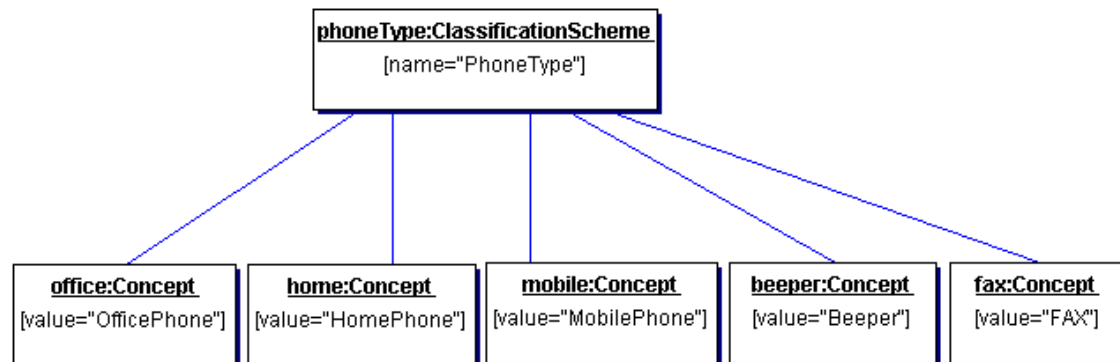 phoneType:ClassificationScheme
[name="PhoneType"]
office:Concept
[value="OfficePhone"]
home:Concept
[value="HomePhone"]
mobile:Concept
[value="MobilePhone"]
beeper:Concept
[value="Beeper"]
fax:Concept
[value="FAX"]